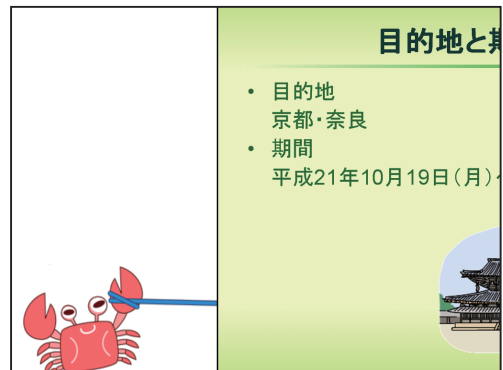 目的地と
• 目的地
京都・奈良
• 期間
平成21年10月19日（月）